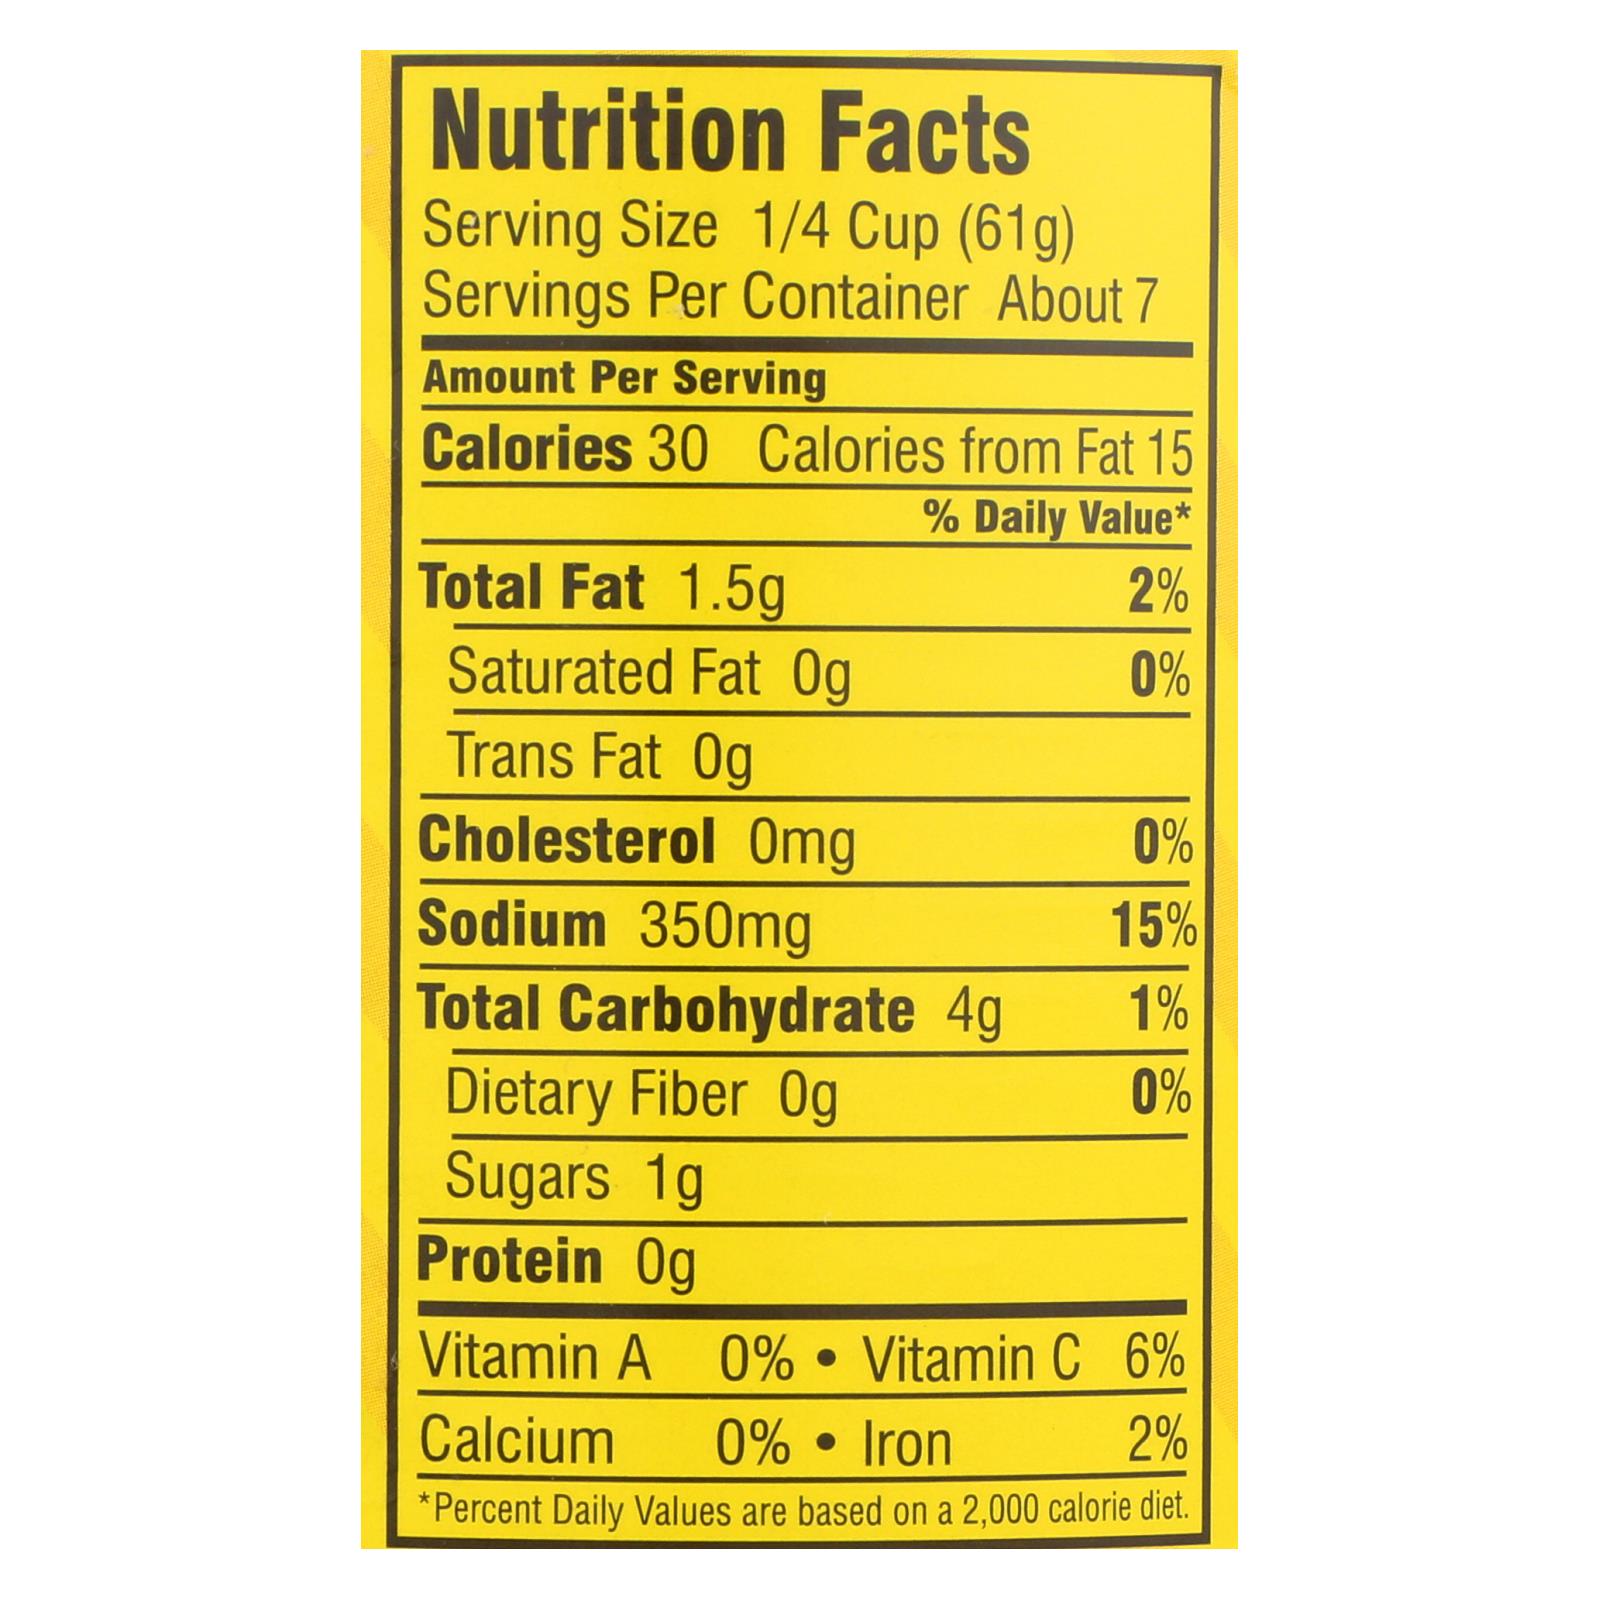 Nutrition Facts
Serving Size 1/4 Cup (61g)
Servings Per Container About 7
Amount Per Serving
Calories 30 Calories from Fat 15
% Daily Value*
Total Fat 1.5g 2%
Saturated Fat 0g 0%
Trans Fat 0g
Cholesterol 0mg 0%
Sodium 350mg 15%
Total Carbohydrate 4g 1%
Dietary Fiber 0g 0%
Sugars 1g
Protein 0g
Vitamin A 0% • Vitamin C 6%
Calcium 0% • Iron 2%
*Percent Daily Values are based on a 2,000 calorie diet.